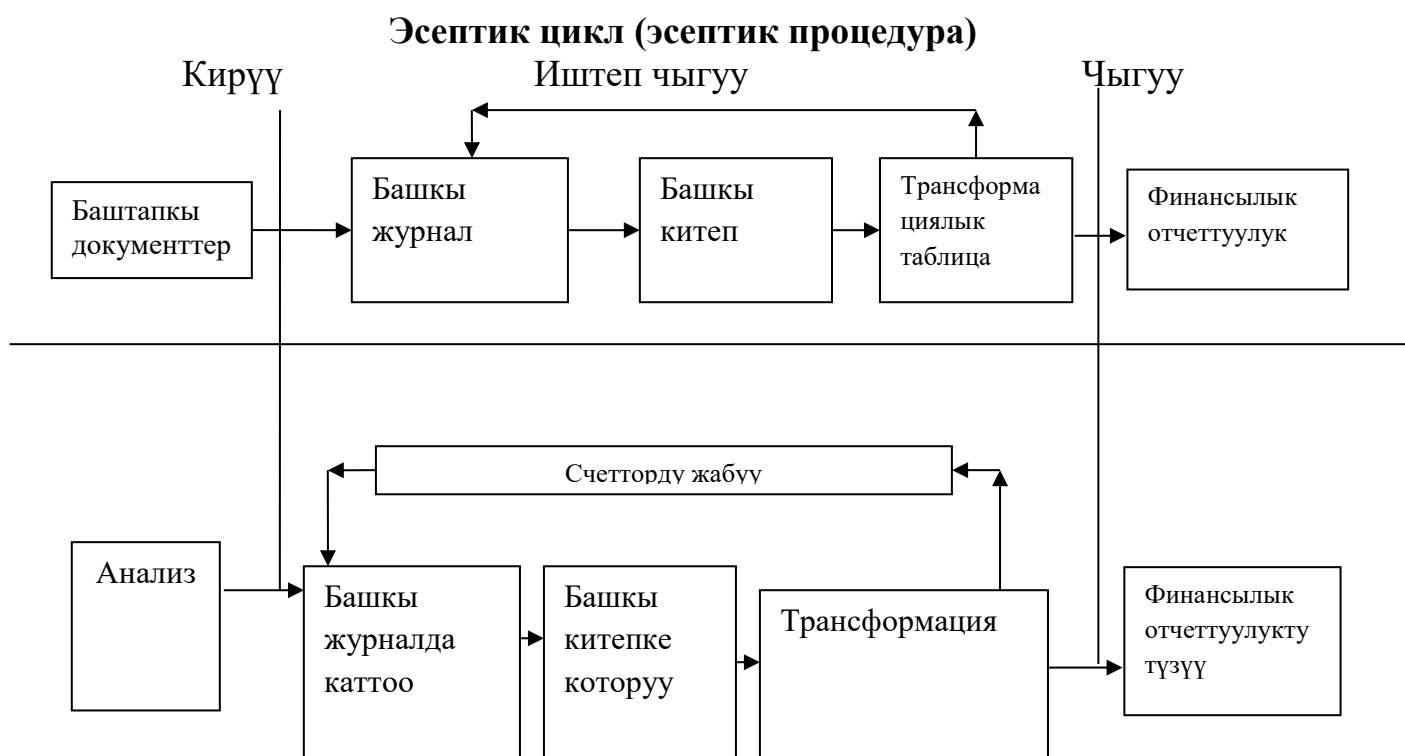 Эсептик цикл (эсептик процедура)
Кирүү Иштеп чыгуу Чыгуу
Баштапкы
документтер
Башкы
журнал
Башкы
китеп
Трансформа
циялык
таблица
Финансылык
отчеттуулук
Счетторду жабуу
Анализ
Башкы
журналда
каттоо
Башкы
китепке
которуу
Трансформация
Финансылык
отчеттуулукту
түзүү